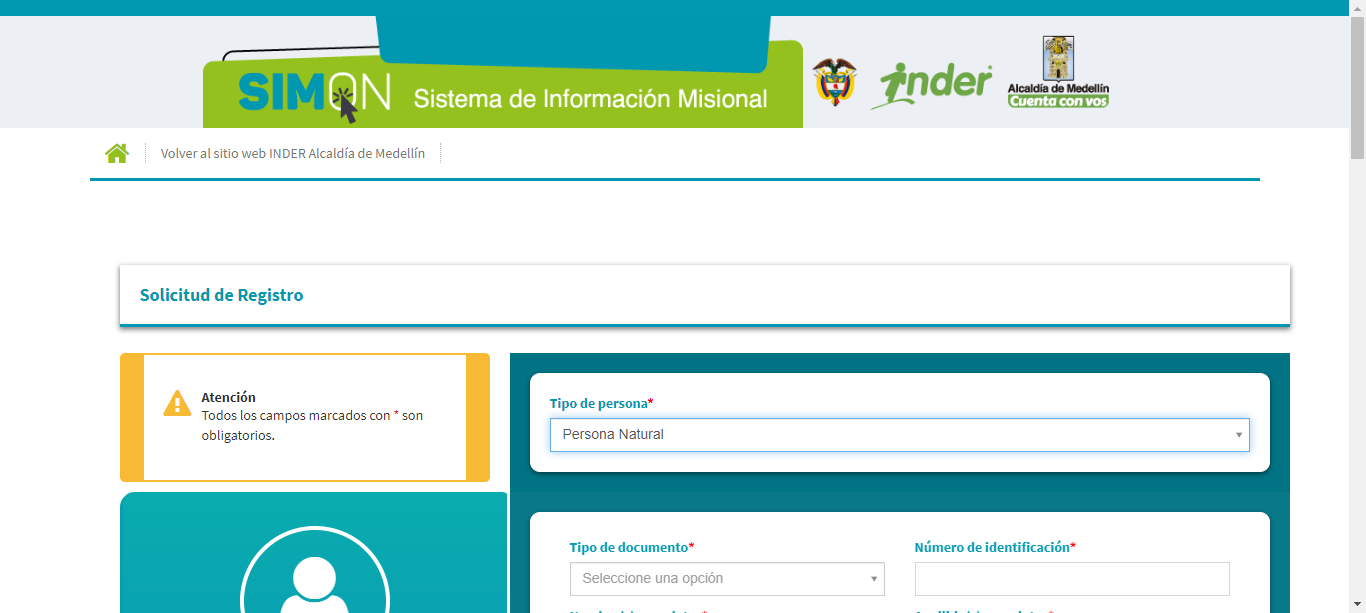 SIMON Sistema de Información Misional
inder
Alcaldía de Medellín
Cuenta con vos
Volver al sitio web INDER Alcaldía de Medellín
Solicitud de Registro
Atención
Todos los campos marcados con * son
obligatorios.
Tipo de persona*
Persona Natural
Tipo de documento*
Número de identificación*
Seleccione una opción